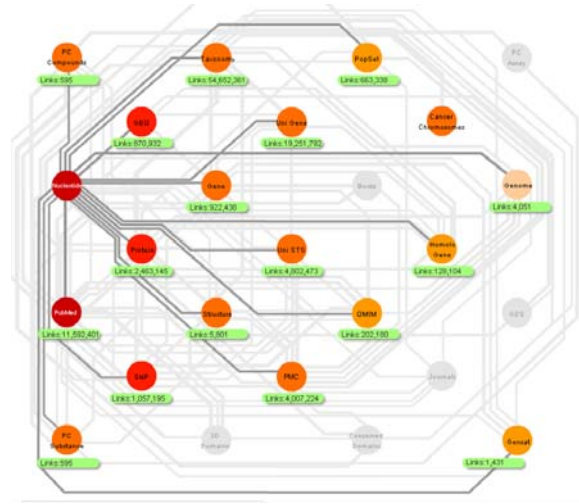 PC
Compounds
Links:595
Taxonomy
Links:54,652,361
PopSet
Links:663,338
PC
Assay
GEO
Links:870,932
Uni Gene
Links:19,251,792
Cancer
Chromosomes
Nucleotide
Gene
Links:922,438
Books
Genome
Links:4,051
Protein
Links:2,463,145
Uni STS
Links:4,802,473
Homolo
Gene
Links:128,104
PubMed
Links:11,592,401
Structure
Links:5,801
OMIM
Links:202,180
SNP
Links:1,057,195
PMC
Links:4,007,224
Journals
PC
Substance
Links:595
3D
Domains
Conserved
Domains
Gensat
Links:1,431